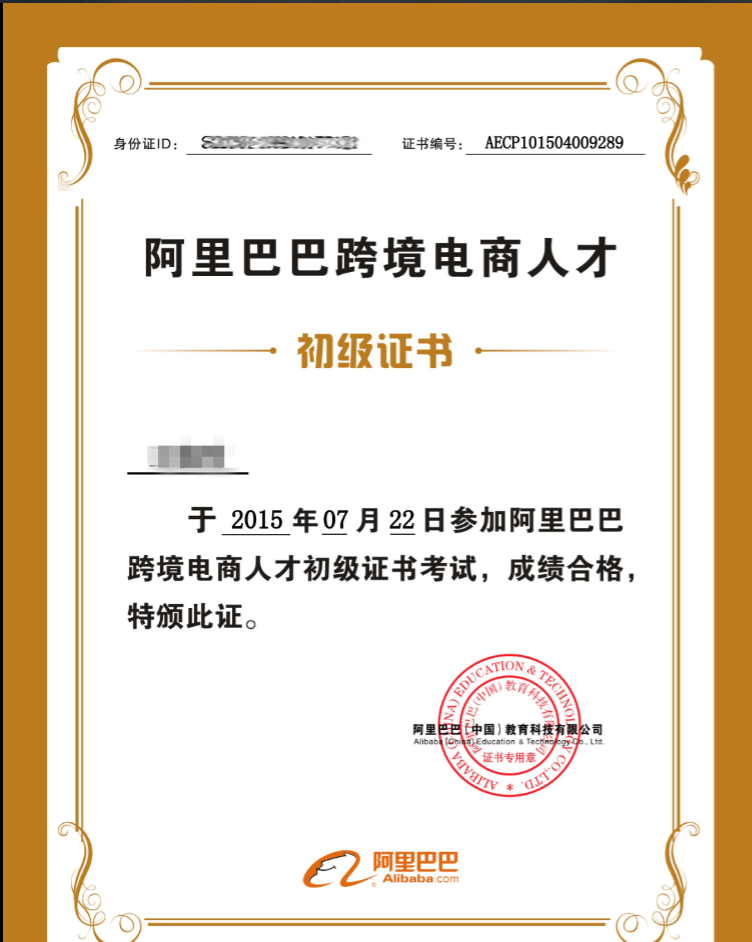 身份证ID：
证书编号： AECP101504009289
阿里巴巴跨境电商人才
初级证书
于 2015 年 07 月 22 日参加阿里巴巴
跨境电商人才初级证书考试，成绩合格，
特颁此证。
阿里巴巴（中国）教育科技有限公司
Alibaba (China) Education & Technology Co., Ltd.
ALIBABA (CHINA) EDUCATION & TECHNOLOGY CO.,LTD.
阿里巴巴(中国)教育科技有限公司
证书专用章
阿里巴巴
Alibaba.com